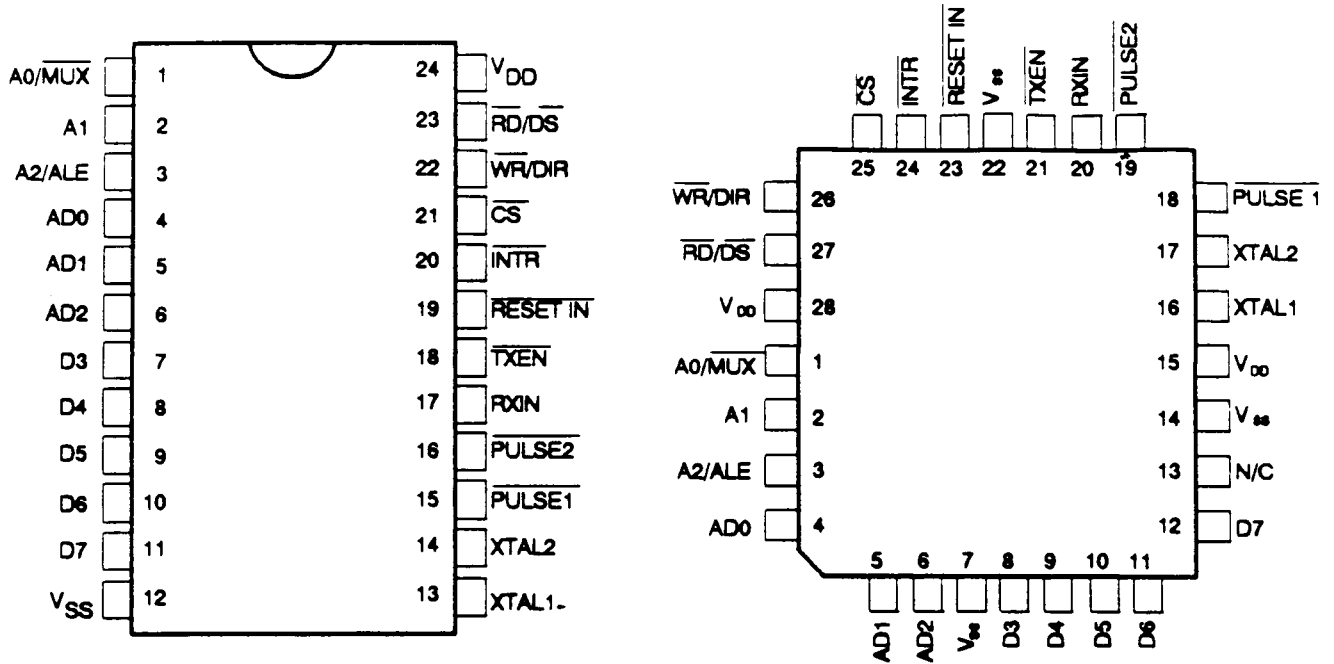 A0/MUX 1 24 VDD
A1 2 23 RD/DS
A2/ALE 3 22 WR/DIR
AD0 4 21 CS
AD1 5 20 INTR
AD2 6 19 RESET IN
D3 7 18 TXEN
D4 8 17 RXIN
D5 9 16 PULSE2
D6 10 15 PULSE1
D7 11 14 XTAL2
VSS 12 13 XTAL1-
CS INTR RESET IN Vss TXEN RXIN PULSE2
25 24 23 22 21 20 19
WR/DIR 26 18 PULSE 1
RD/DS 27 17 XTAL2
VDD 28 16 XTAL1
A0/MUX 1 15 VDD
A1 2 14 Vss
A2/ALE 3 13 N/C
AD0 4 12 D7
5 6 7 8 9 10 11
AD1 AD2 Vss D3 D4 D5 D6